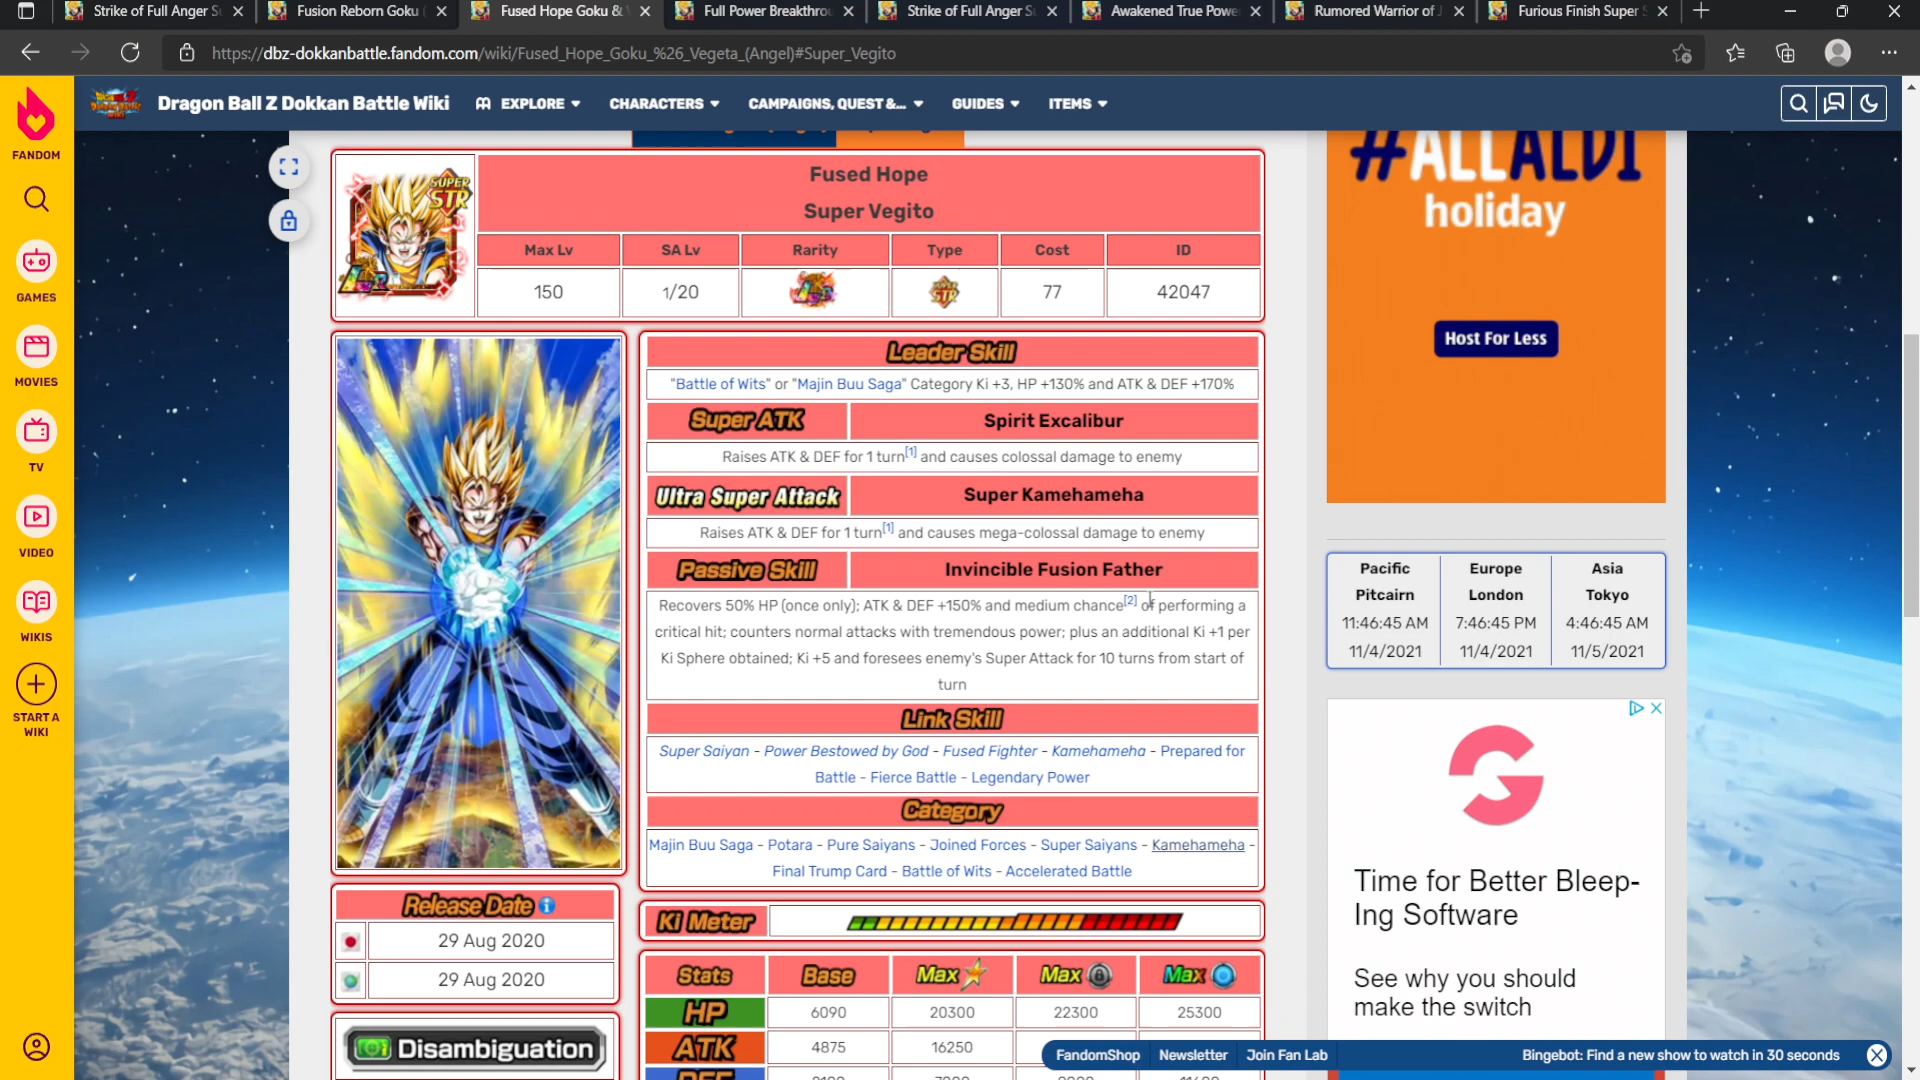 Strike of Full Anger S
Fusion Reborn Goku (
Fused Hope Goku & V
Full Power Breakthrou
Strike of Full Anger S
Awakened True Powe
Rumored Warrior of J
Furious Finish Super S
https://dbz-dokkanbattle.fandom.com/wiki/Fused_Hope_Goku_%26_Vegeta_(Angel)#Super_Vegito
Dragon Ball Z Dokkan Battle Wiki
EXPLORE
CHARACTERS
CAMPAIGNS, QUEST &...
GUIDES
ITEMS
FANDOM
GAMES
MOVIES
TV
VIDEO
WIKIS
START A
WIKI
Fused Hope
Super Vegito
SUPER
STR
LR
Max Lv
SA Lv
Rarity
Type
Cost
ID
150
1/20
LR
SUPER
STR
77
42047
Leader Skill
"Battle of Wits" or "Majin Buu Saga" Category Ki +3, HP +130% and ATK & DEF +170%
Super ATK
Spirit Excalibur
Raises ATK & DEF for 1 turn[1] and causes colossal damage to enemy
Ultra Super Attack
Super Kamehameha
Raises ATK & DEF for 1 turn[1] and causes mega-colossal damage to enemy
Passive Skill
Invincible Fusion Father
Recovers 50% HP (once only); ATK & DEF +150% and medium chance[2] of performing a
critical hit; counters normal attacks with tremendous power; plus an additional Ki +1 per
Ki Sphere obtained; Ki +5 and foresees enemy's Super Attack for 10 turns from start of
turn
Link Skill
Super Saiyan - Power Bestowed by God - Fused Fighter - Kamehameha - Prepared for
Battle - Fierce Battle - Legendary Power
Category
Majin Buu Saga - Potara - Pure Saiyans - Joined Forces - Super Saiyans - Kamehameha -
Final Trump Card - Battle of Wits - Accelerated Battle
Release Date
29 Aug 2020
29 Aug 2020
Disambiguation
Ki Meter
Stats
Base
Max
Max
Max
HP
6090
20300
22300
25300
ATK
4875
16250
#ALLALDI
holiday
Host For Less
Pacific
Pitcairn
11:46:45 AM
11/4/2021
Europe
London
7:46:45 PM
11/4/2021
Asia
Tokyo
4:46:45 AM
11/5/2021
Time for Better Bleep-
Ing Software
See why you should
make the switch
FandomShop
Newsletter
Join Fan Lab
Bingebot: Find a new show to watch in 30 seconds